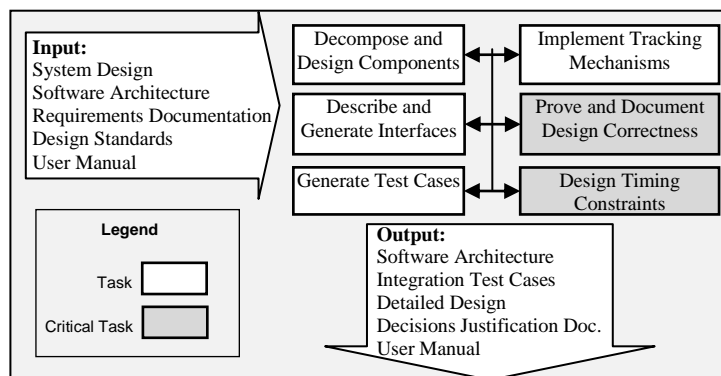 Input:
System Design
Software Architecture
Requirements Documentation
Design Standards
User Manual
Decompose and
Design Components
Implement Tracking
Mechanisms
Describe and
Generate Interfaces
Prove and Document
Design Correctness
Generate Test Cases
Design Timing
Constraints
Legend
Task
Critical Task
Output:
Software Architecture
Integration Test Cases
Detailed Design
Decisions Justification Doc.
User Manual